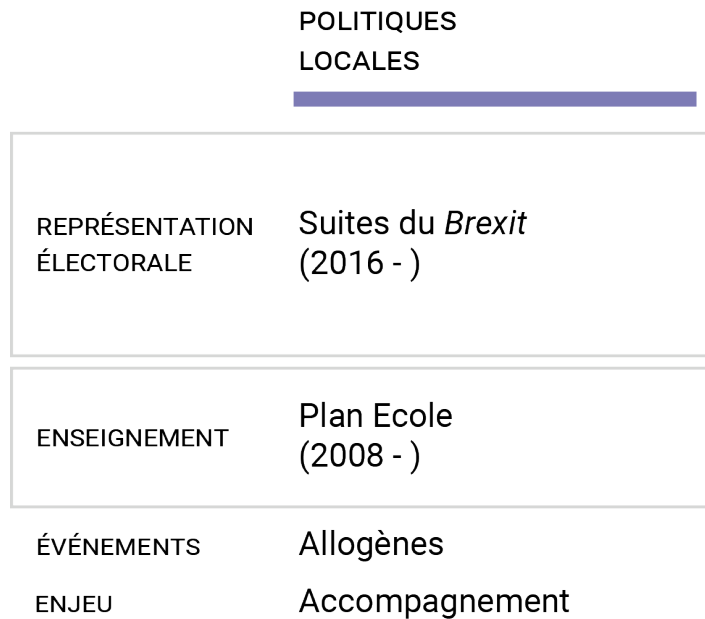 POLITIQUES
LOCALES
REPRÉSENTATION
ÉLECTORALE
Suites du Brexit
(2016 - )
ENSEIGNEMENT
Plan Ecole
(2008 - )
ÉVÉNEMENTS
Allogènes
ENJEU
Accompagnement